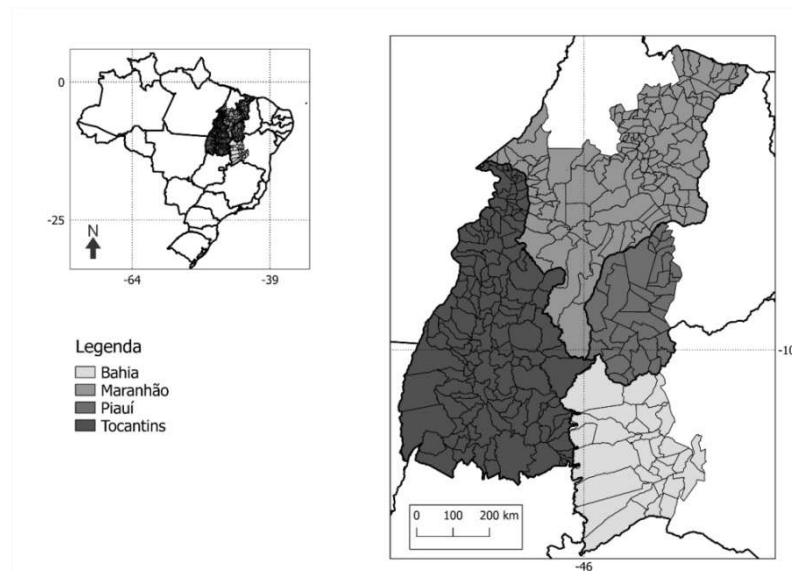 0
-25
N
-64
-39
Legenda
Bahia
Maranhão
Piauí
Tocantins
-10
0 100 200 km
-46